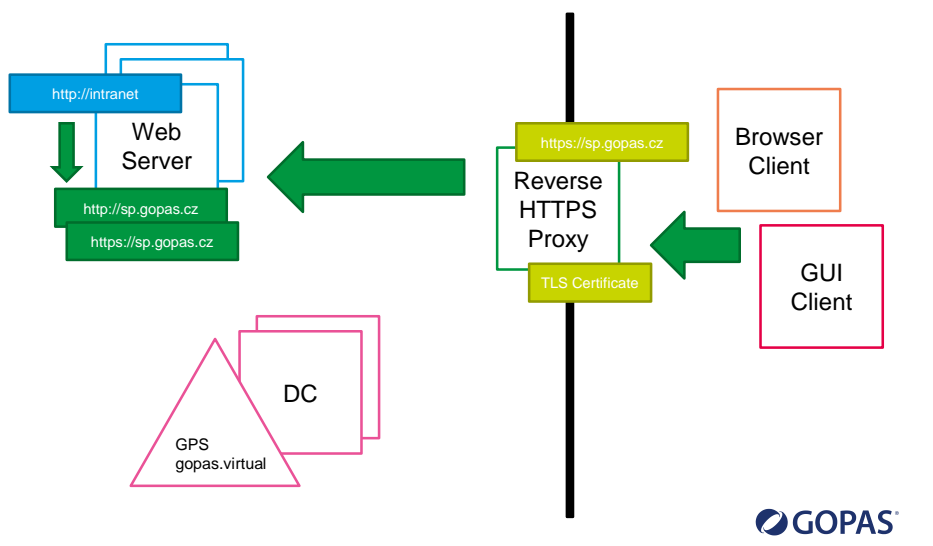 http://intranet
Web
Server
http://sp.gopas.cz
https://sp.gopas.cz
https://sp.gopas.cz
Reverse
HTTPS
Proxy
TLS Certificate
Browser
Client
GUI
Client
DC
GPS
gopas.virtual
GOPAS